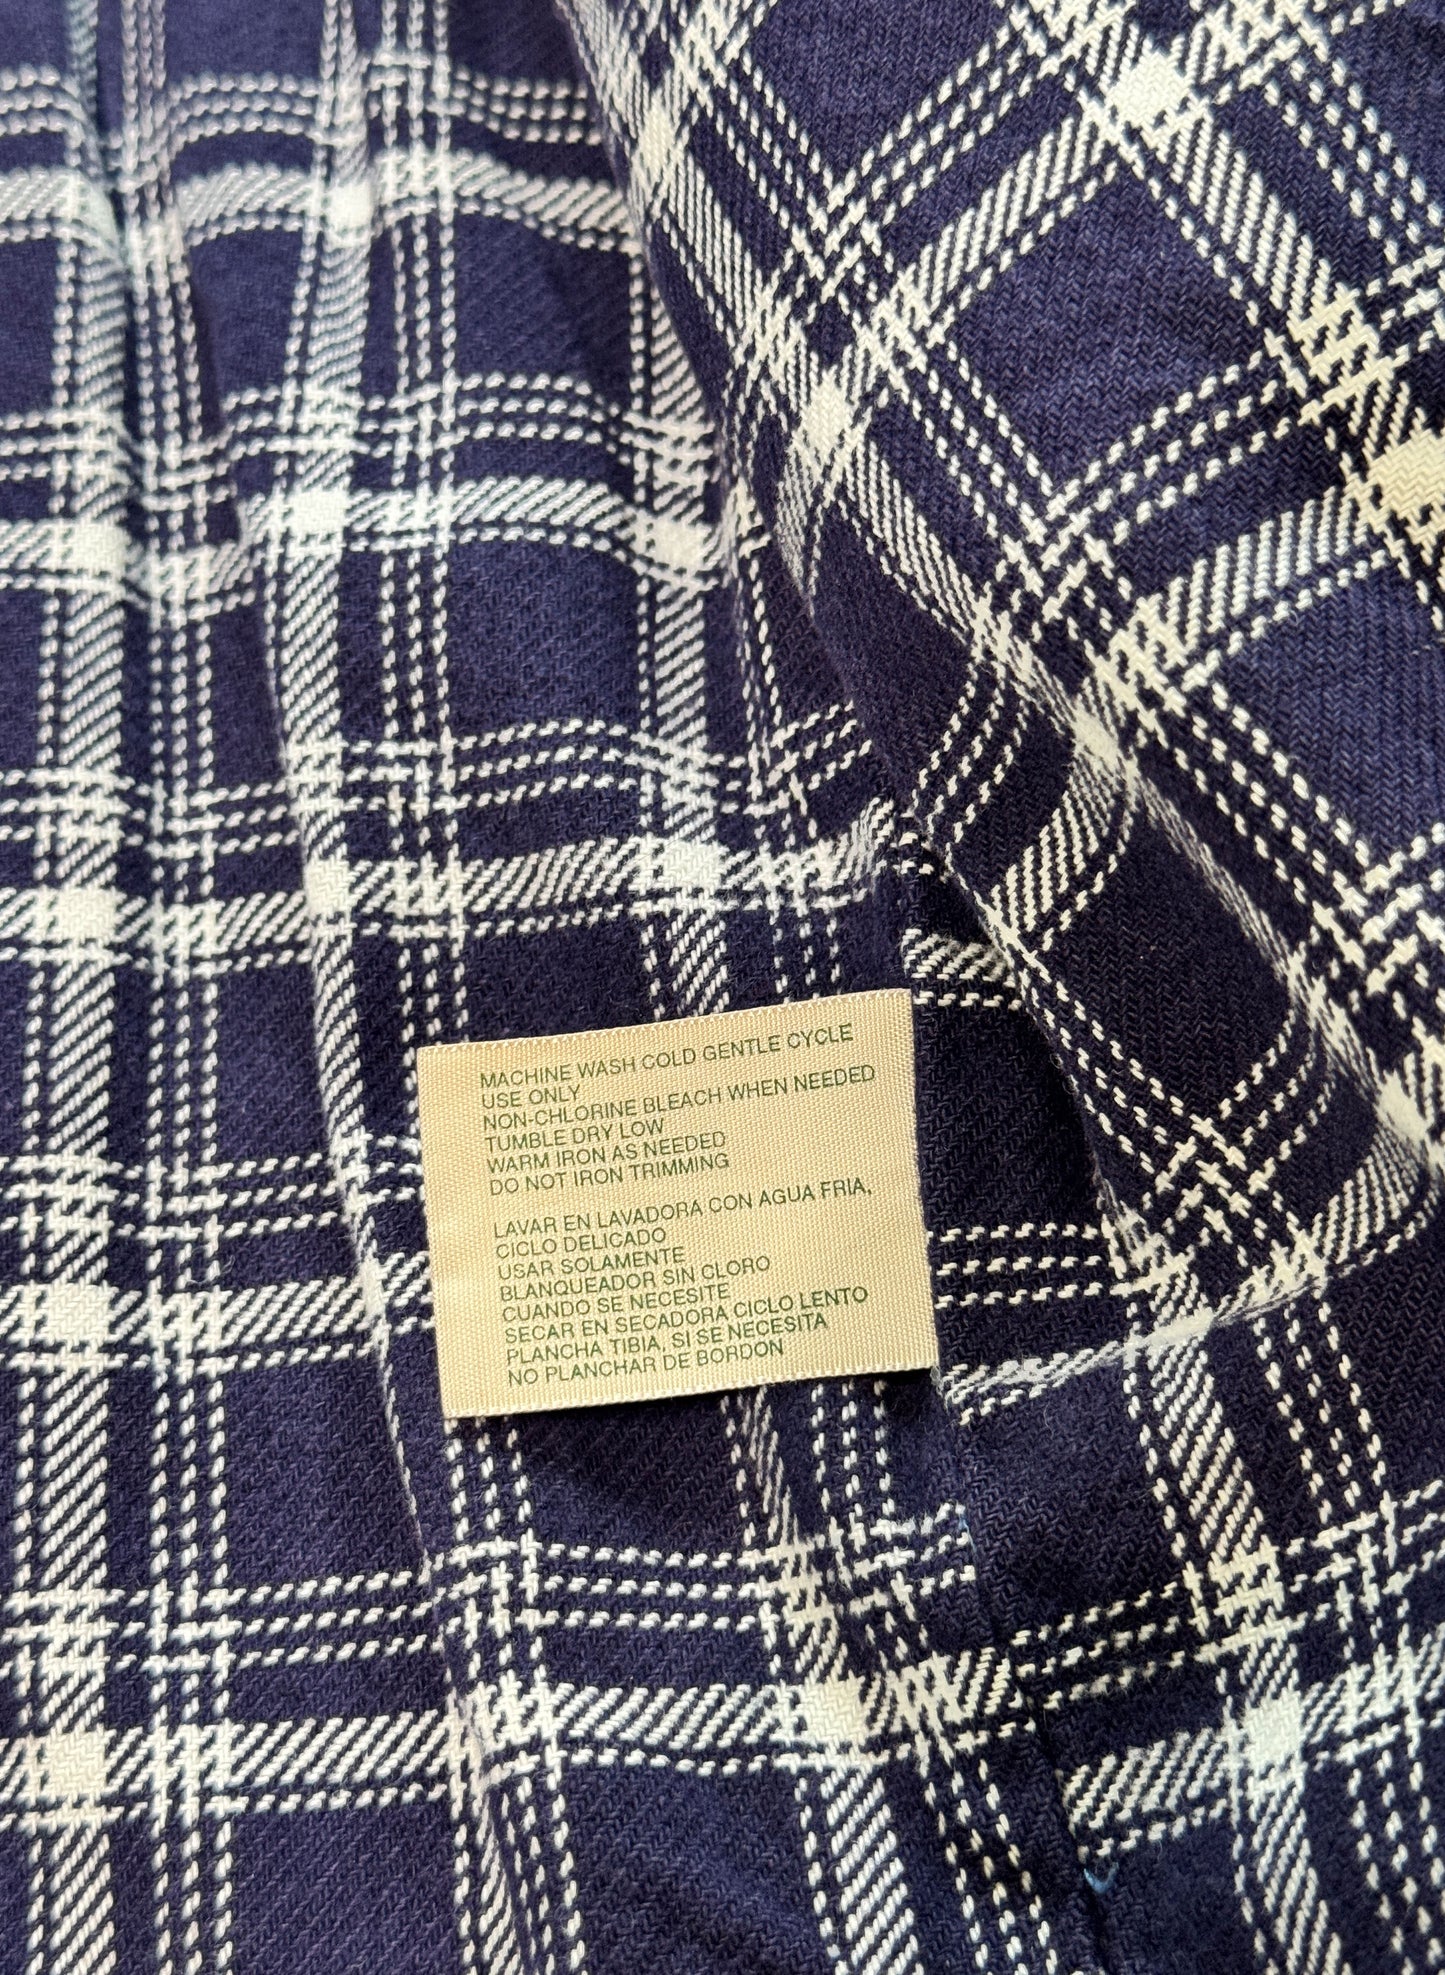 MACHINE WASH COLD GENTLE CYCLE
USE ONLY
NON-CHLORINE BLEACH WHEN NEEDED
TUMBLE DRY LOW
WARM IRON AS NEEDED
DO NOT IRON TRIMMING
LAVAR EN LAVADORA CON AGUA FRIA,
CICLO DELICADO
USAR SOLAMENTE
BLANQUEADOR SIN CLORO
CUANDO SE NECESITE
SECAR EN SECADORA CICLO LENTO
PLANCHA TIBIA, SI SE NECESITA
NO PLANCHAR DE BORDON